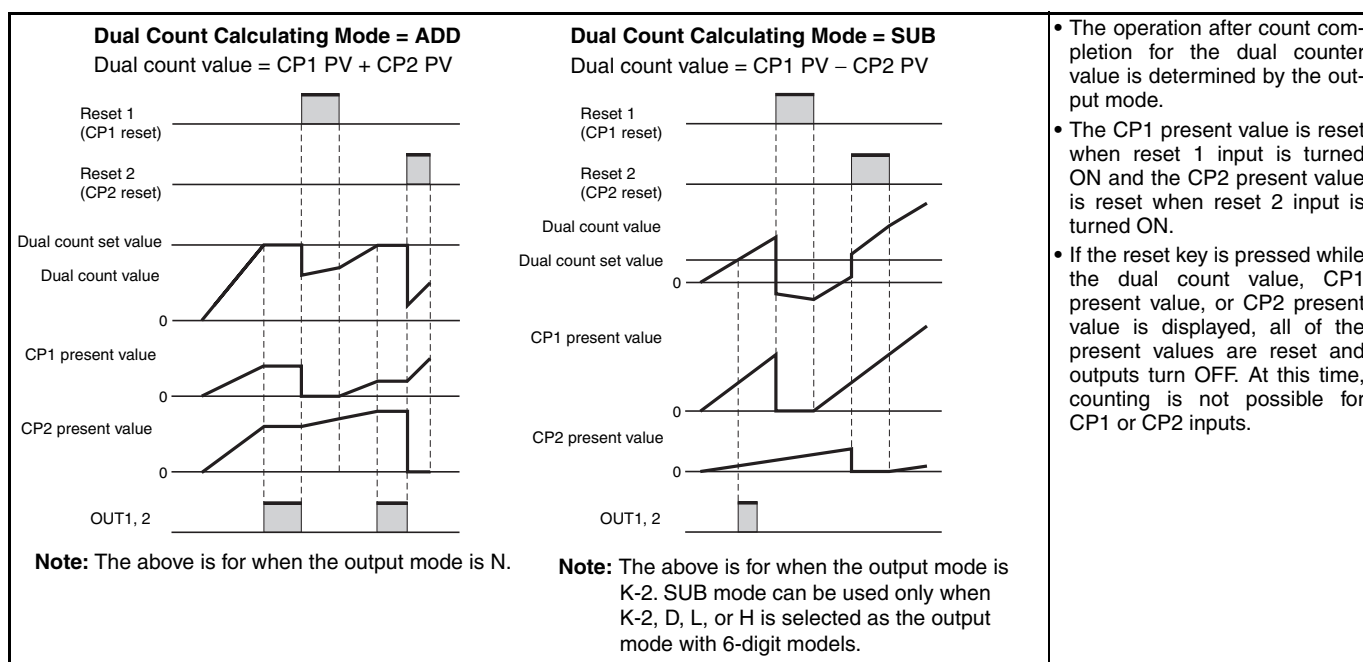 Dual Count Calculating Mode = ADD
Dual count value = CP1 PV + CP2 PV
Reset 1
(CP1 reset)
Reset 2
(CP2 reset)
Dual count set value
Dual count value
0
CP1 present value
0
CP2 present value
0
OUT1, 2
Note: The above is for when the output mode is N.
Dual Count Calculating Mode = SUB
Dual count value = CP1 PV − CP2 PV
Reset 1
(CP1 reset)
Reset 2
(CP2 reset)
Dual count value
Dual count set value
0
CP1 present value
0
CP2 present value
0
OUT1, 2
Note: The above is for when the output mode is
K-2. SUB mode can be used only when
K-2, D, L, or H is selected as the output
mode with 6-digit models.
• The operation after count com-
pletion for the dual counter
value is determined by the out-
put mode.
• The CP1 present value is reset
when reset 1 input is turned
ON and the CP2 present value
is reset when reset 2 input is
turned ON.
• If the reset key is pressed while
the dual count value, CP1
present value, or CP2 present
value is displayed, all of the
present values are reset and
outputs turn OFF. At this time,
counting is not possible for
CP1 or CP2 inputs.